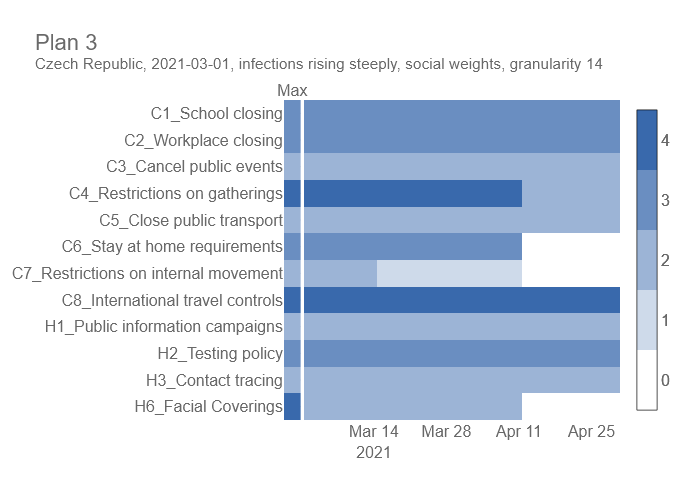 Plan 3
Czech Republic, 2021-03-01, infections rising steeply, social weights, granularity 14
Max
C1_School closing
C2_Workplace closing
C3_Cancel public events
C4_Restrictions on gatherings
C5_Close public transport
C6_Stay at home requirements
C7_Restrictions on internal movement
C8_International travel controls
H1_Public information campaigns
H2_Testing policy
H3_Contact tracing
H6_Facial Coverings
4
3
2
1
0
Mar 14 Mar 28 Apr 11 Apr 25
2021